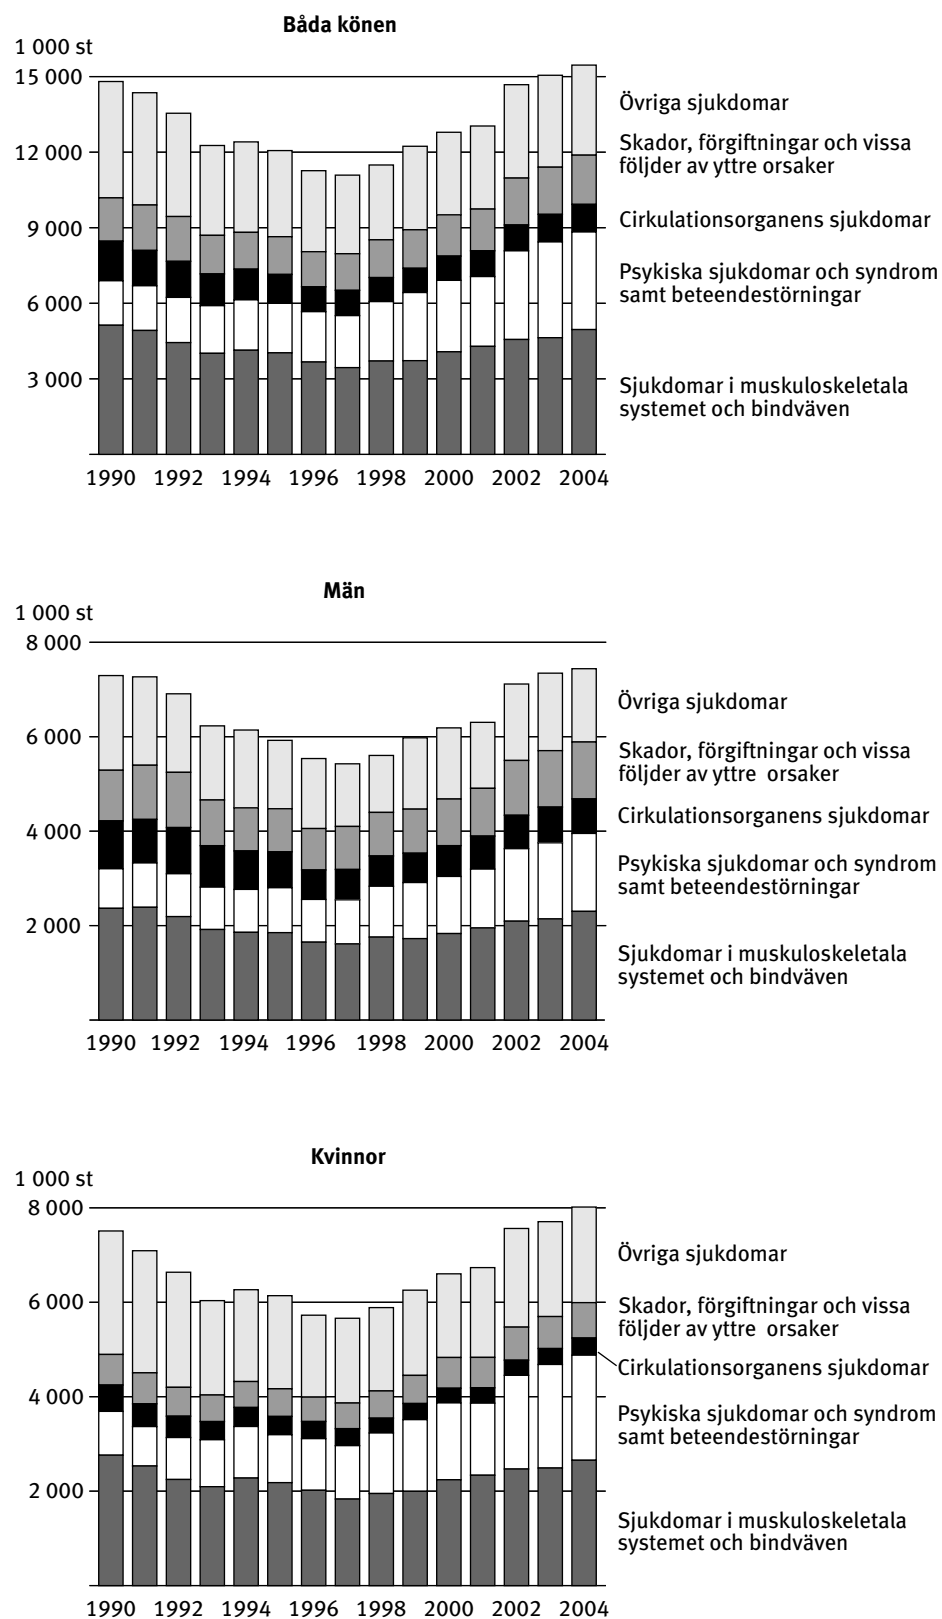 Båda könen
1 000 st
15 000
12 000
9 000
6 000
3 000
Övriga sjukdomar
Skador, förgiftningar och vissa
följder av yttre orsaker
Cirkulationsorganens sjukdomar
Psykiska sjukdomar och syndrom
samt beteendestörningar
Sjukdomar i muskuloskeletala
systemet och bindväven
1990 1992 1994 1996 1998 2000 2002 2004
Män
1 000 st
8 000
6 000
4 000
2 000
Övriga sjukdomar
Skador, förgiftningar och vissa
följder av yttre orsaker
Cirkulationsorganens sjukdomar
Psykiska sjukdomar och syndrom
samt beteendestörningar
Sjukdomar i muskuloskeletala
systemet och bindväven
1990 1992 1994 1996 1998 2000 2002 2004
Kvinnor
1 000 st
8 000
6 000
4 000
2 000
Övriga sjukdomar
Skador, förgiftningar och vissa
följder av yttre orsaker
Cirkulationsorganens sjukdomar
Psykiska sjukdomar och syndrom
samt beteendestörningar
Sjukdomar i muskuloskeletala
systemet och bindväven
1990 1992 1994 1996 1998 2000 2002 2004